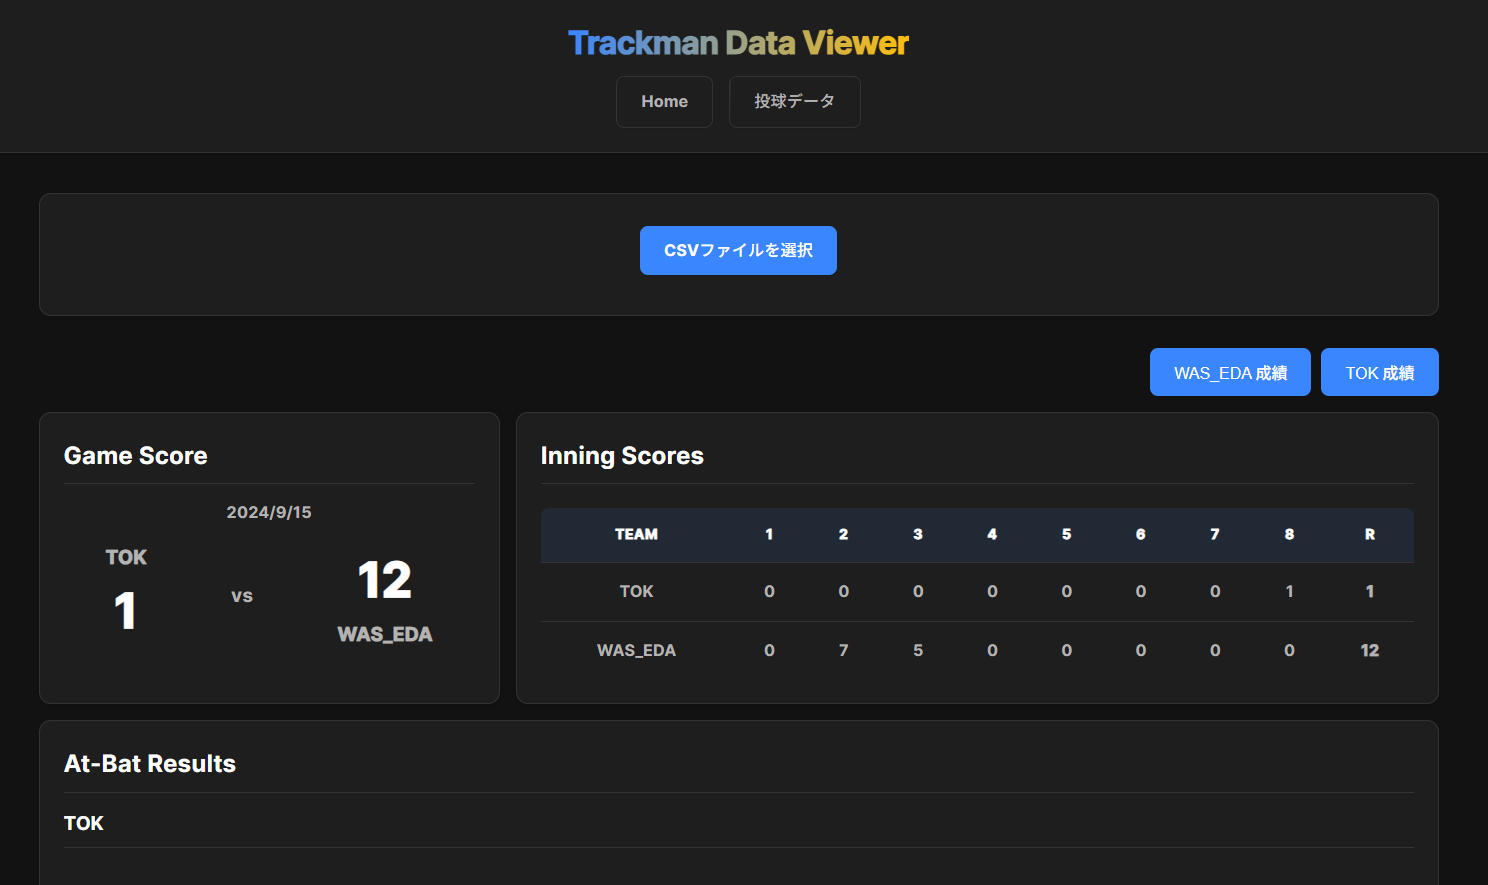 Trackman Data Viewer
Home
投球データ
CSVファイルを選択
WAS_EDA 成績
TOK 成績
Game Score
2024/9/15
TOK
1
vs
12
WAS_EDA
Inning Scores
TEAM 1 2 3 4 5 6 7 8 R
TOK 0 0 0 0 0 0 0 1 1
WAS_EDA 0 7 5 0 0 0 0 0 12
At-Bat Results
TOK